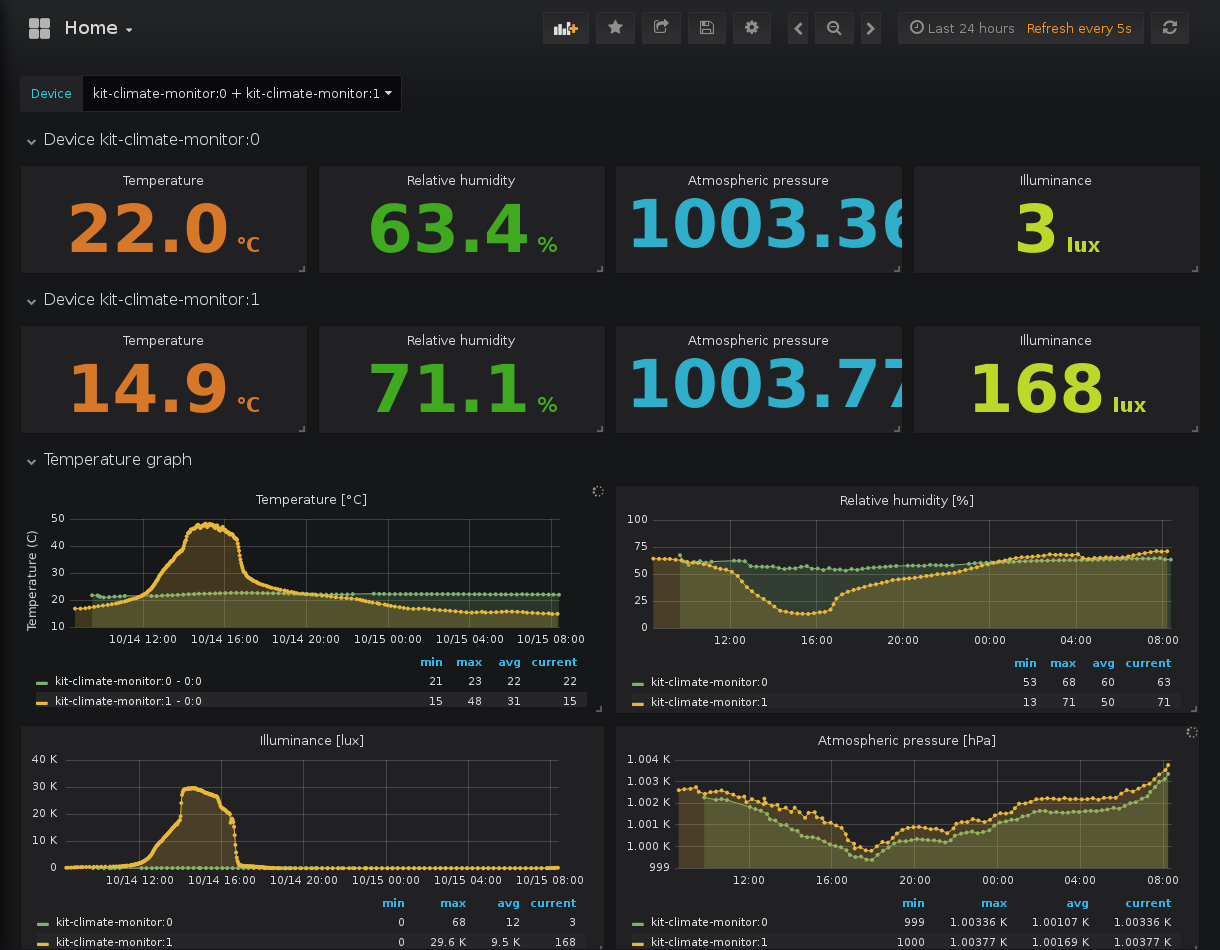 Home
Last 24 hours Refresh every 5s
Device kit-climate-monitor:0 + kit-climate-monitor:1
Device kit-climate-monitor:0
Temperature
22.0 °C
Relative humidity
63.4 %
Atmospheric pressure
1003.36
Illuminance
3 lux
Device kit-climate-monitor:1
Temperature
14.9 °C
Relative humidity
71.1 %
Atmospheric pressure
1003.77
Illuminance
168 lux
Temperature graph
Temperature [°C]
Temperature (C)
50
40
30
20
10
10/14 12:00 10/14 16:00 10/14 20:00 10/15 00:00 10/15 04:00 10/15 08:00
min max avg current
kit-climate-monitor:0 - 0:0 21 23 22 22
kit-climate-monitor:1 - 0:0 15 48 31 15
Relative humidity [%]
100
75
50
25
0
12:00 16:00 20:00 00:00 04:00 08:00
min max avg current
kit-climate-monitor:0 53 68 60 63
kit-climate-monitor:1 13 71 50 71
Illuminance [lux]
40 K
30 K
20 K
10 K
0
10/14 12:00 10/14 16:00 10/14 20:00 10/15 00:00 10/15 04:00 10/15 08:00
min max avg current
kit-climate-monitor:0 0 68 12 3
kit-climate-monitor:1 0 29.6 K 9.5 K 168
Atmospheric pressure [hPa]
1.004 K
1.003 K
1.002 K
1.001 K
1.000 K
999
12:00 16:00 20:00 00:00 04:00 08:00
min max avg current
kit-climate-monitor:0 999 1.00336 K 1.00107 K 1.00336 K
kit-climate-monitor:1 1000 1.00377 K 1.00169 K 1.00377 K